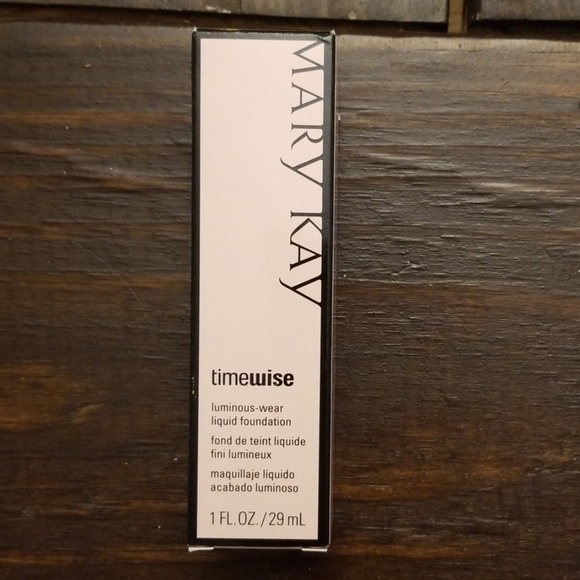 MARY KAY
timewise
luminous-wear
liquid foundation
fond de teint liquide
fini lumineux
maquillaje líquido
acabado luminoso
1 FL.OZ./29 mL